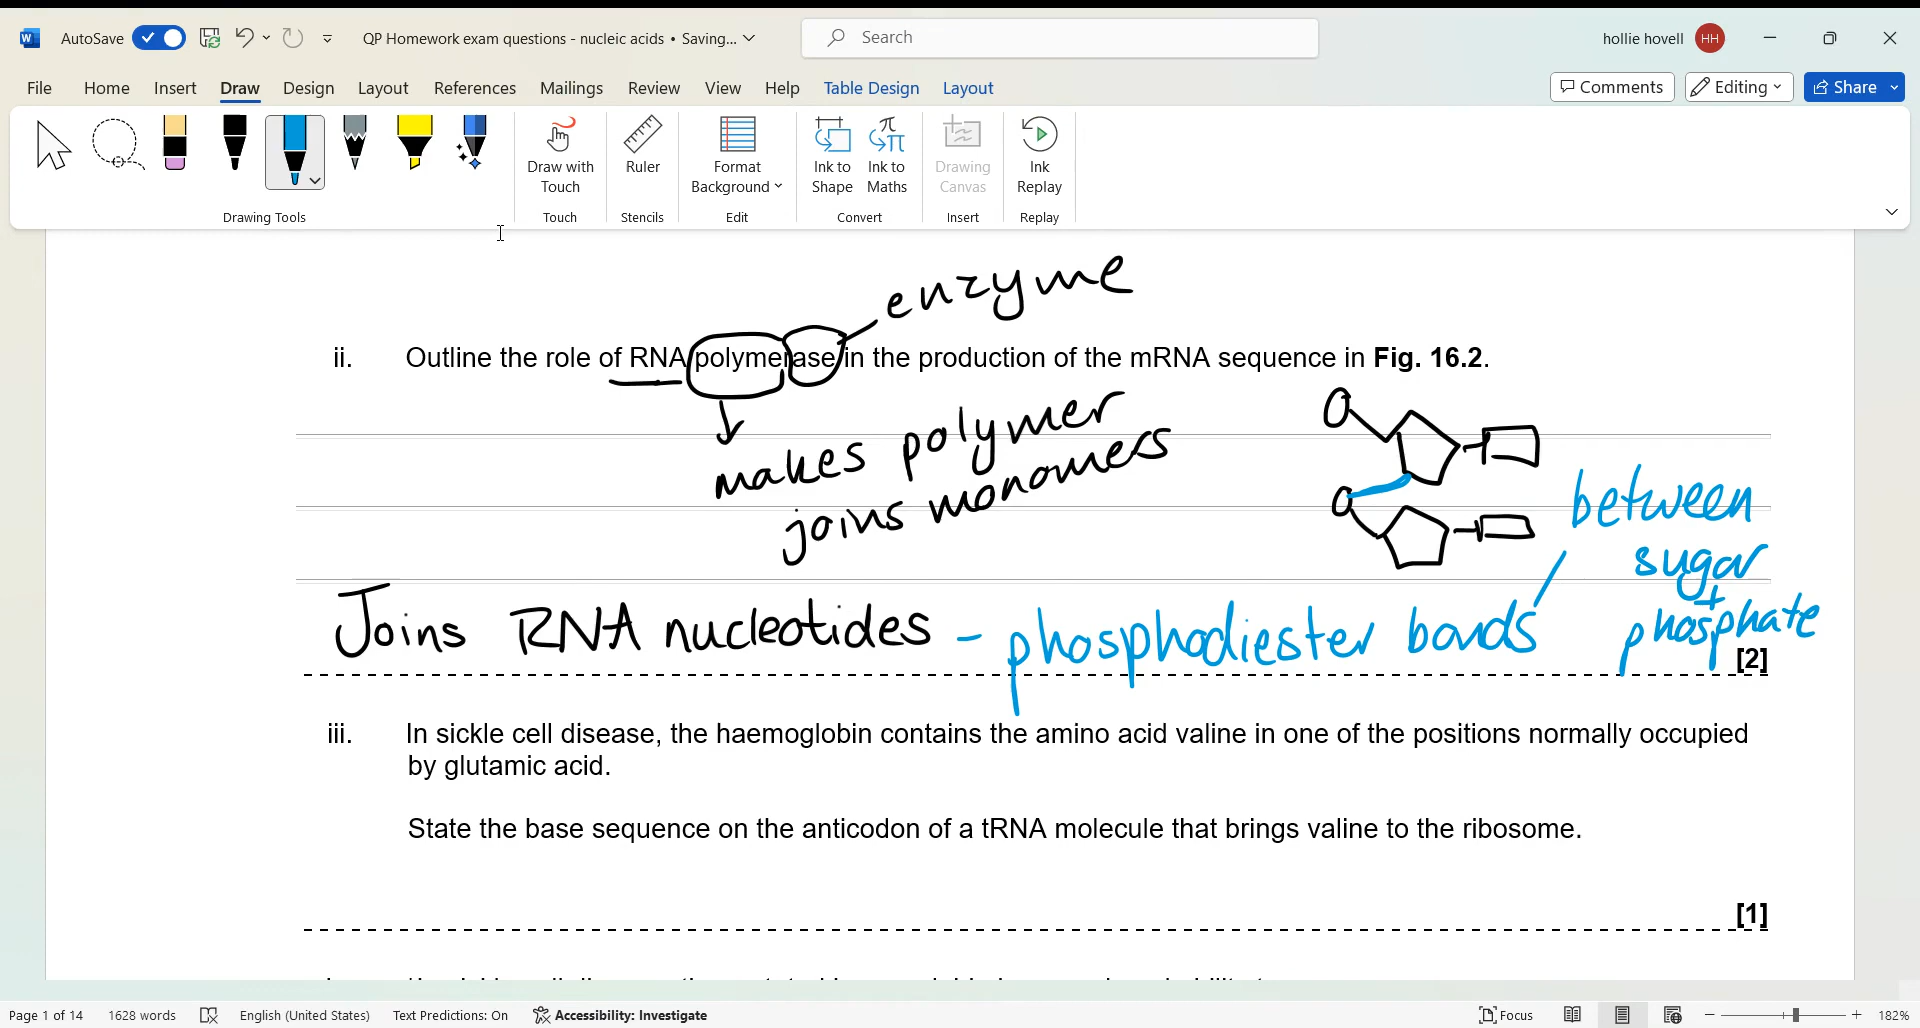 AutoSave
QP Homework exam questions - nucleic acids • Saving...
Search
hollie hovell
HH
File Home Insert Draw Design Layout References Mailings Review View Help Table Design Layout
Comments Editing Share
Draw with Touch
Ruler
Format Background
Ink to Shape
Ink to Maths
Drawing Canvas
Ink Replay
Drawing Tools Touch Stencils Edit Convert Insert Replay
enzyme
ii. Outline the role of RNA polymerase in the production of the mRNA sequence in Fig. 16.2.
makes polymer
joins monomers
between
sugar
+
phosphate
Joins RNA nucleotides - phosphodiester bonds
[2]
iii. In sickle cell disease, the haemoglobin contains the amino acid valine in one of the positions normally occupied
by glutamic acid.
State the base sequence on the anticodon of a tRNA molecule that brings valine to the ribosome.
[1]
Page 1 of 14 1628 words English (United States) Text Predictions: On Accessibility: Investigate Focus 182%